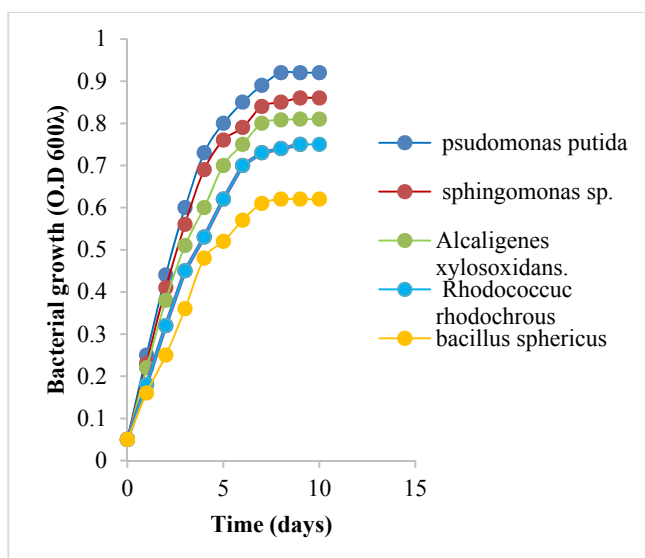 1
0.9
0.8
0.7
0.6
0.5
0.4
0.3
0.2
0.1
0
0
5
10
15
Bacterial growth (O.D 600λ)
Time (days)
psudomonas putida
sphingomonas sp.
Alcaligenes
xylosoxidans.
Rhodococcuc
rhodochrous
bacillus sphericus